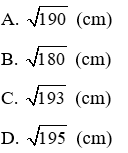 A. √190 (cm)
B. √180 (cm)
C. √193 (cm)
D. √195 (cm)